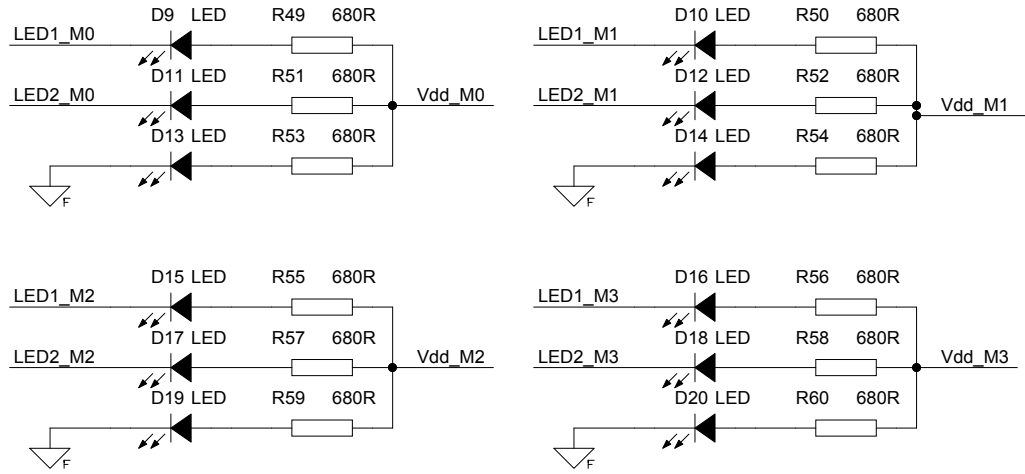 D9 LED R49 680R
LED1_M0
D11 LED R51 680R
LED2_M0 Vdd_M0
D13 LED R53 680R
F
D10 LED R50 680R
LED1_M1
D12 LED R52 680R
LED2_M1 Vdd_M1
D14 LED R54 680R
F
D15 LED R55 680R
LED1_M2
D17 LED R57 680R
LED2_M2 Vdd_M2
D19 LED R59 680R
F
D16 LED R56 680R
LED1_M3
D18 LED R58 680R
LED2_M3 Vdd_M3
D20 LED R60 680R
F